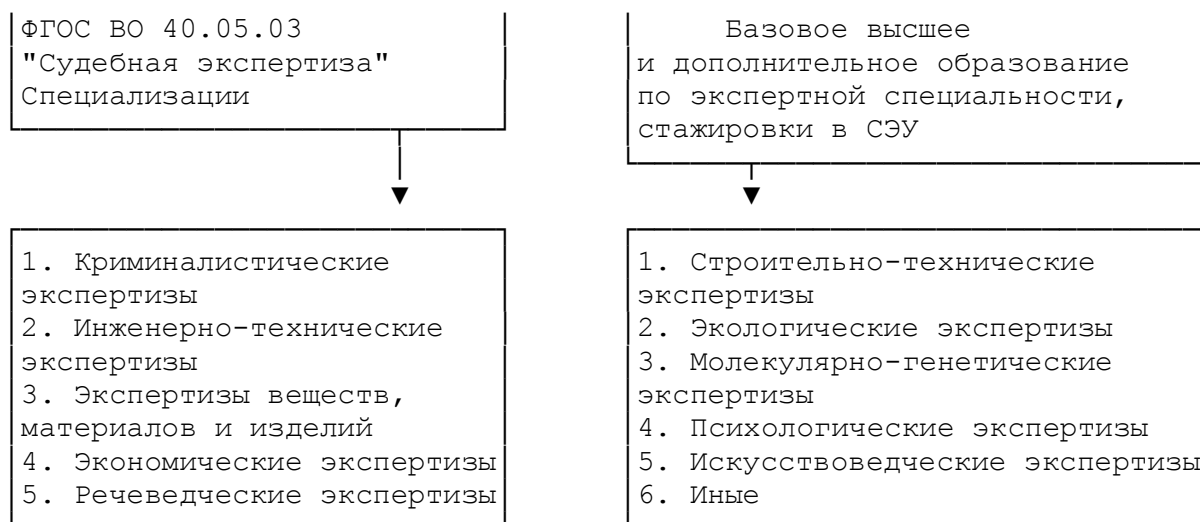 ФГОС ВО 40.05.03
"Судебная экспертиза"
Специализации
Базовое высшее
и дополнительное образование
по экспертной специальности,
стажировки в СЭУ
1. Криминалистические
экспертизы
2. Инженерно-технические
экспертизы
3. Экспертизы веществ,
материалов и изделий
4. Экономические экспертизы
5. Речеведческие экспертизы
1. Строительно-технические
экспертизы
2. Экологические экспертизы
3. Молекулярно-генетические
экспертизы
4. Психологические экспертизы
5. Искусствоведческие экспертизы
6. Иные